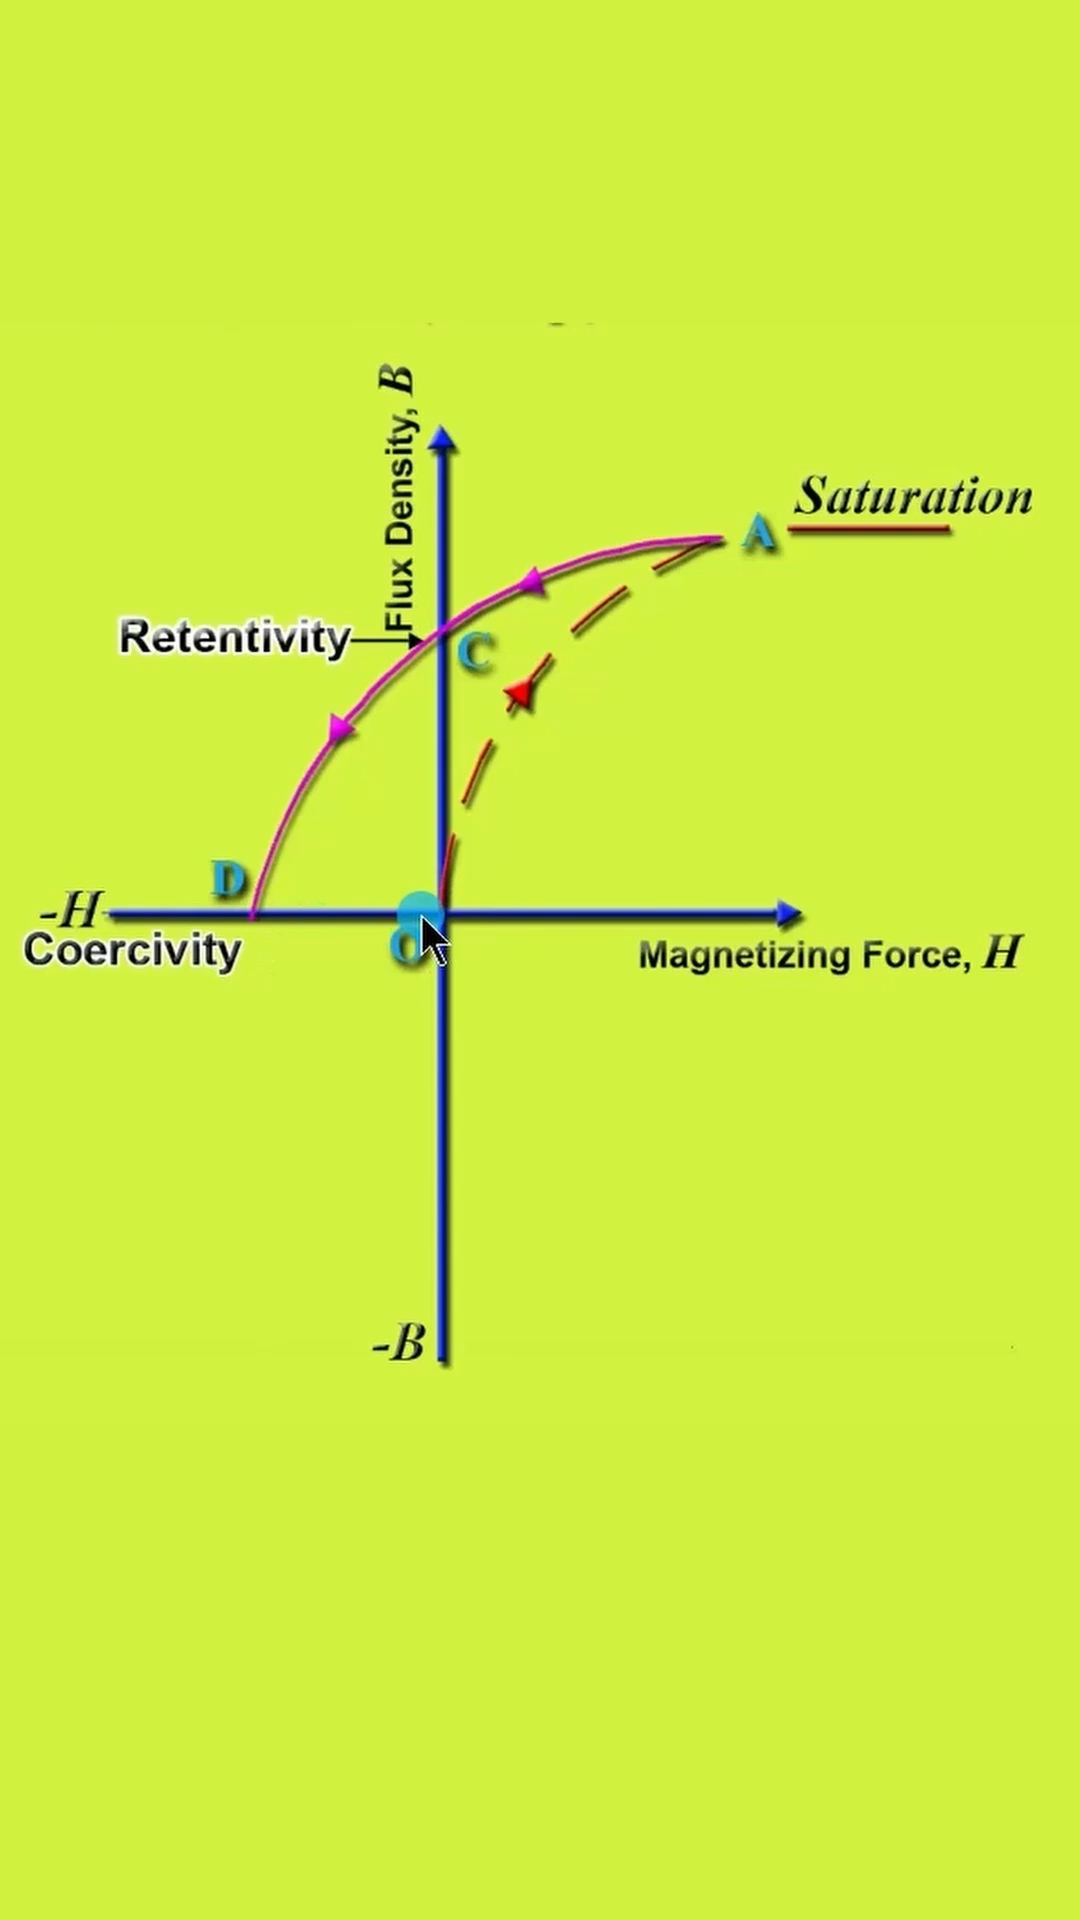 Flux Density, B
Saturation
A
Retentivity
C
D
-H
Coercivity
O
Magnetizing Force, H
-B